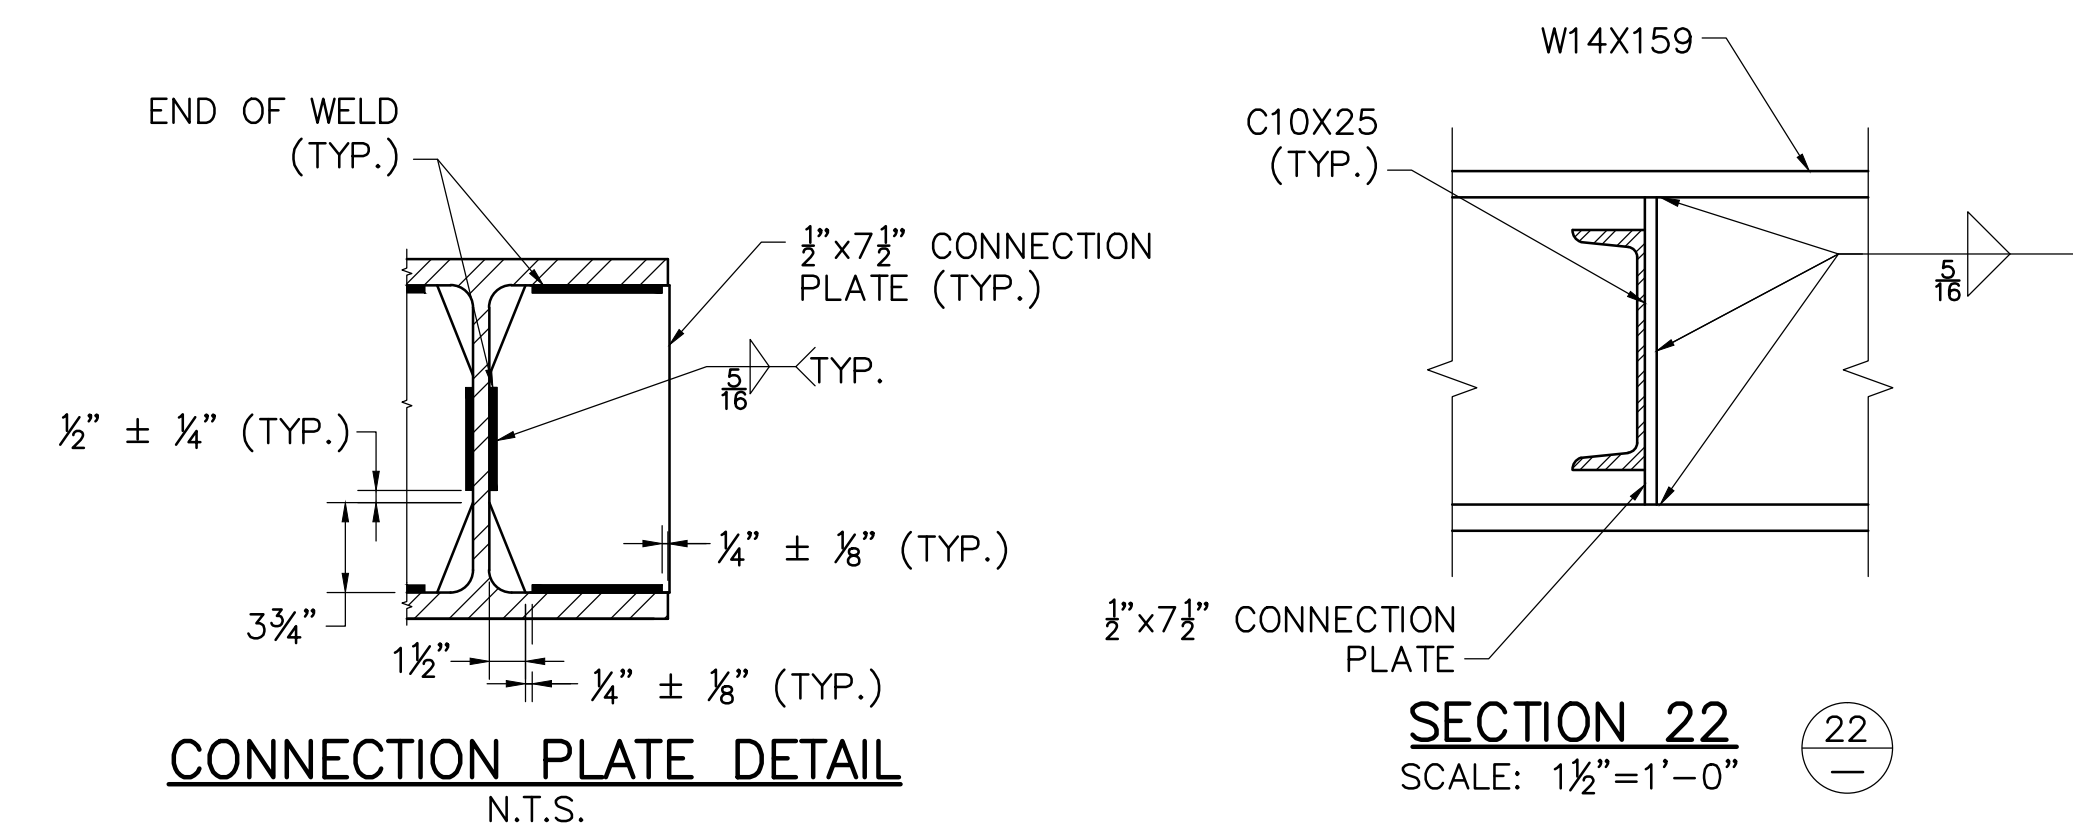 END OF WELD
(TYP.)
½”x7½” CONNECTION
PLATE (TYP.)
5/16
TYP.
½” ± ¼” (TYP.)
¼” ± ⅛” (TYP.)
3¾”
1½”
¼” ± ⅛” (TYP.)
CONNECTION PLATE DETAIL
N.T.S.
W14X159
C10X25
(TYP.)
5/16
½”x7½” CONNECTION
PLATE
SECTION 22
SCALE: 1½”=1’-0”
22
—